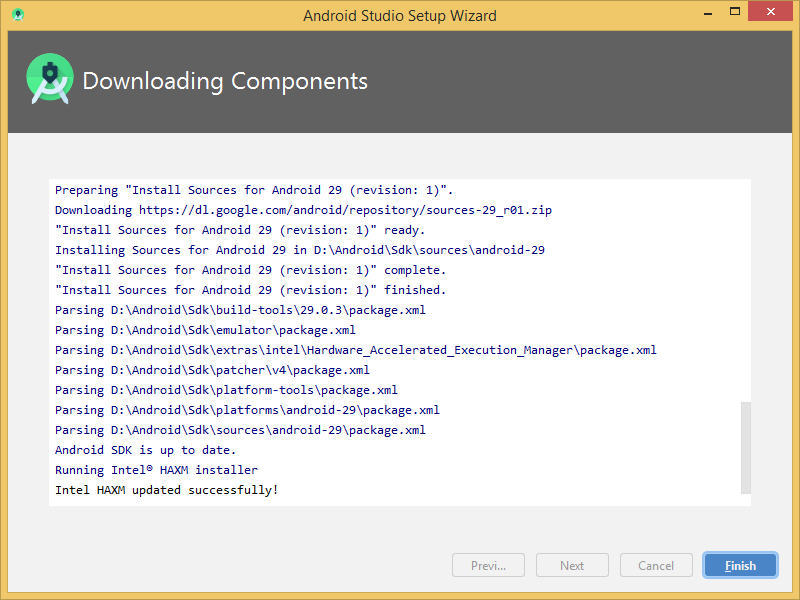 Android Studio Setup Wizard
Downloading Components
Preparing "Install Sources for Android 29 (revision: 1)".
Downloading https://dl.google.com/android/repository/sources-29_r01.zip
"Install Sources for Android 29 (revision: 1)" ready.
Installing Sources for Android 29 in D:\Android\Sdk\sources\android-29
"Install Sources for Android 29 (revision: 1)" complete.
"Install Sources for Android 29 (revision: 1)" finished.
Parsing D:\Android\Sdk\build-tools\29.0.3\package.xml
Parsing D:\Android\Sdk\emulator\package.xml
Parsing D:\Android\Sdk\extras\intel\Hardware_Accelerated_Execution_Manager\package.xml
Parsing D:\Android\Sdk\patcher\v4\package.xml
Parsing D:\Android\Sdk\platform-tools\package.xml
Parsing D:\Android\Sdk\platforms\android-29\package.xml
Parsing D:\Android\Sdk\sources\android-29\package.xml
Android SDK is up to date.
Running Intel® HAXM installer
Intel HAXM updated successfully!
Previ... Next Cancel Finish